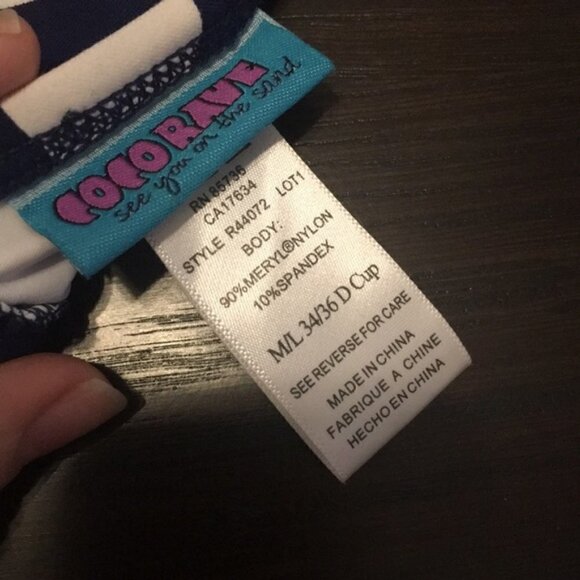 COCO RAVE
see you on the sand
RN 85736
CA17634
STYLE R44072 LOT1
BODY:
90%MERYL®NYLON
10%SPANDEX
M/L 34/36 D Cup
SEE REVERSE FOR CARE
MADE IN CHINA
FABRIQUE A CHINE
HECHO EN CHINA